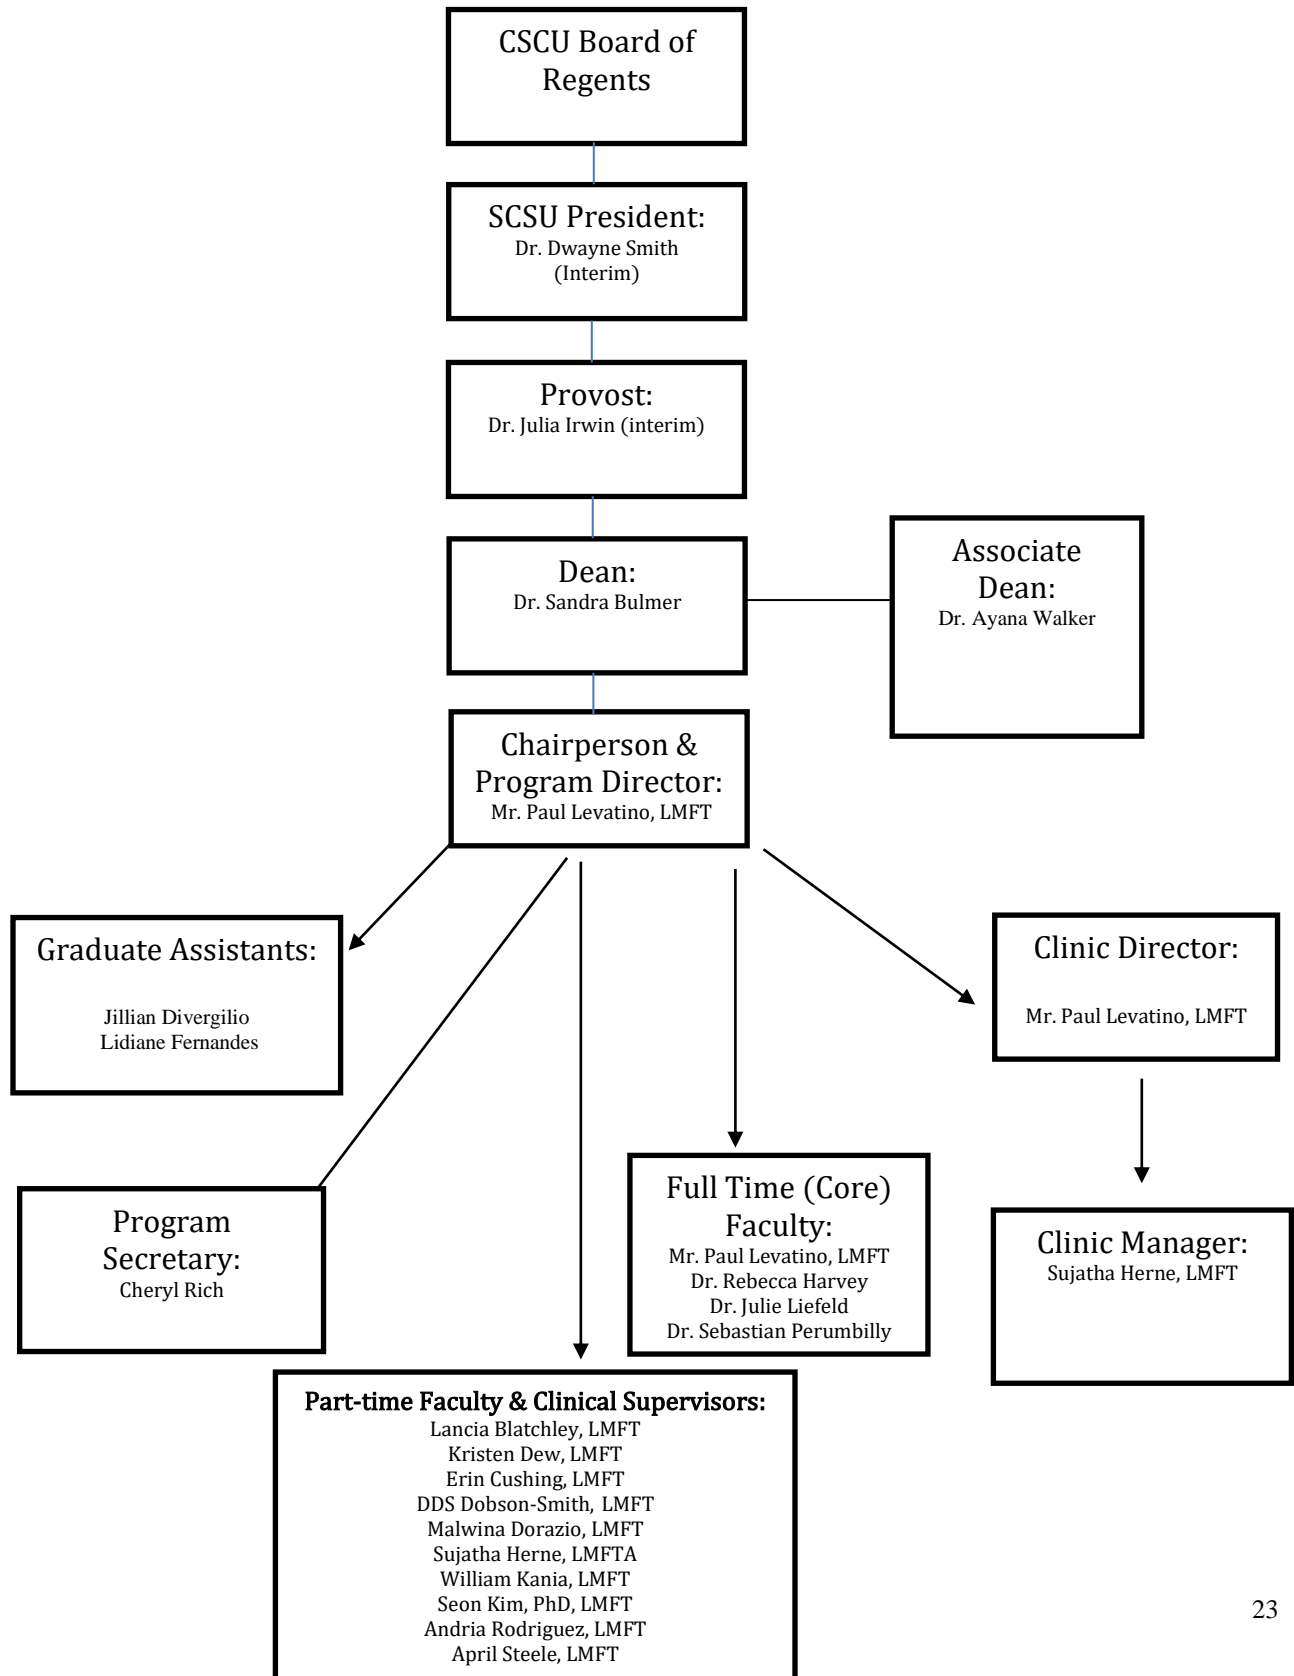 CSCU Board of
Regents
SCSU President:
Dr. Dwayne Smith
(Interim)
Provost:
Dr. Julia Irwin (interim)
Dean:
Dr. Sandra Bulmer
Associate
Dean:
Dr. Ayana Walker
Chairperson &
Program Director:
Mr. Paul Levatino, LMFT
Graduate Assistants:
Jillian Divergilio
Lidiane Fernandes
Clinic Director:
Mr. Paul Levatino, LMFT
Program
Secretary:
Cheryl Rich
Full Time (Core)
Faculty:
Mr. Paul Levatino, LMFT
Dr. Rebecca Harvey
Dr. Julie Liefeld
Dr. Sebastian Perumbilly
Clinic Manager:
Sujatha Herne, LMFT
Part-time Faculty & Clinical Supervisors:
Lancia Blatchley, LMFT
Kristen Dew, LMFT
Erin Cushing, LMFT
DDS Dobson-Smith, LMFT
Malwina Dorazio, LMFT
Sujatha Herne, LMFTA
William Kania, LMFT
Seon Kim, PhD, LMFT
Andria Rodriguez, LMFT
April Steele, LMFT
23